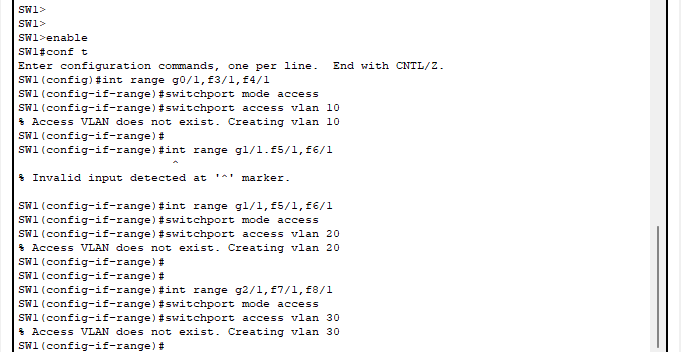 SW1>
SW1>
SW1>enable
SW1#conf t
Enter configuration commands, one per line.  End with CNTL/Z.
SW1(config)#int range g0/1,f3/1,f4/1
SW1(config-if-range)#switchport mode access
SW1(config-if-range)#switchport access vlan 10
% Access VLAN does not exist. Creating vlan 10
SW1(config-if-range)#
SW1(config-if-range)#int range g1/1.f5/1,f6/1
^
% Invalid input detected at '^' marker.
SW1(config-if-range)#int range g1/1,f5/1,f6/1
SW1(config-if-range)#switchport mode access
SW1(config-if-range)#switchport access vlan 20
% Access VLAN does not exist. Creating vlan 20
SW1(config-if-range)#
SW1(config-if-range)#
SW1(config-if-range)#int range g2/1,f7/1,f8/1
SW1(config-if-range)#switchport mode access
SW1(config-if-range)#switchport access vlan 30
% Access VLAN does not exist. Creating vlan 30
SW1(config-if-range)#